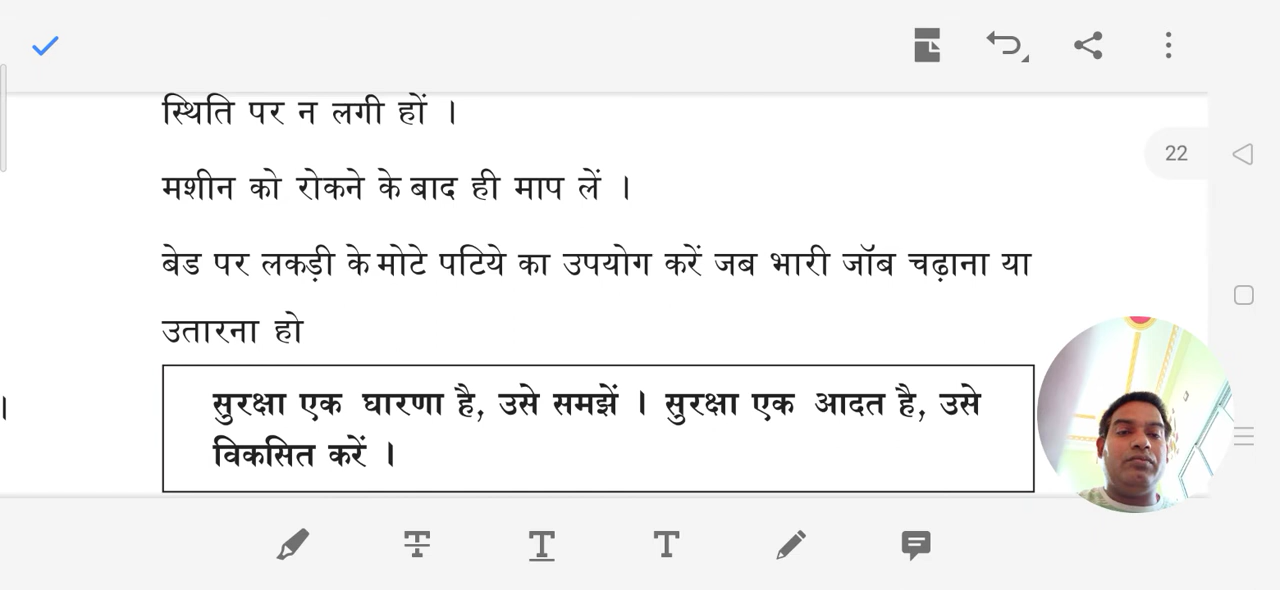 स्थिति पर न लगी हों ।
22
मशीन को रोकने के बाद ही माप लें ।
बेड पर लकड़ी के मोटे पटिये का उपयोग करें जब भारी जॉब चढ़ाना या
उतारना हो
।
सुरक्षा एक घारणा है, उसे समझें । सुरक्षा एक आदत है, उसे
विकसित करें ।